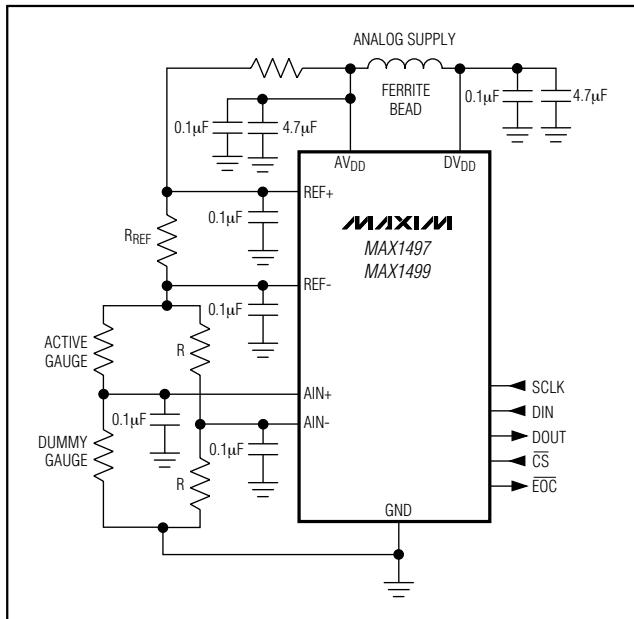 ANALOG SUPPLY
FERRITE
BEAD
0.1µF
4.7µF
0.1µF
4.7µF
AVDD
DVDD
REF+
0.1µF
RREF
MAXIM
MAX1497
MAX1499
REF-
0.1µF
ACTIVE
GAUGE
R
AIN+
SCLK
0.1µF
AIN-
DIN
DUMMY
GAUGE
0.1µF
DOUT
R
CS
EOC
GND